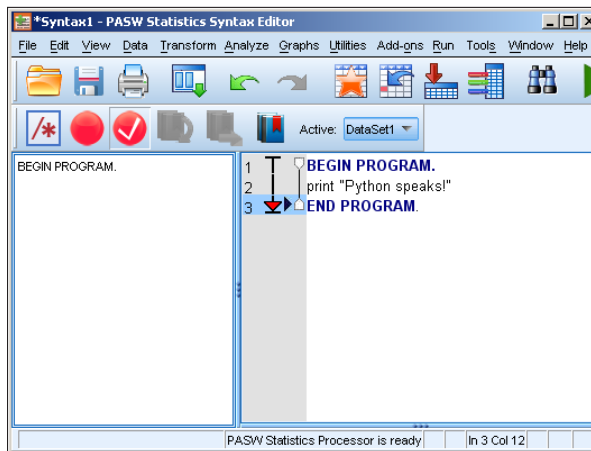 *Syntax1 - PASW Statistics Syntax Editor
File Edit View Data Transform Analyze Graphs Utilities Add-ons Run Tools Window Help
/*
Active: DataSet1
BEGIN PROGRAM.
1 BEGIN PROGRAM.
2 print "Python speaks!"
3 END PROGRAM.
PASW Statistics Processor is ready In 3 Col 12